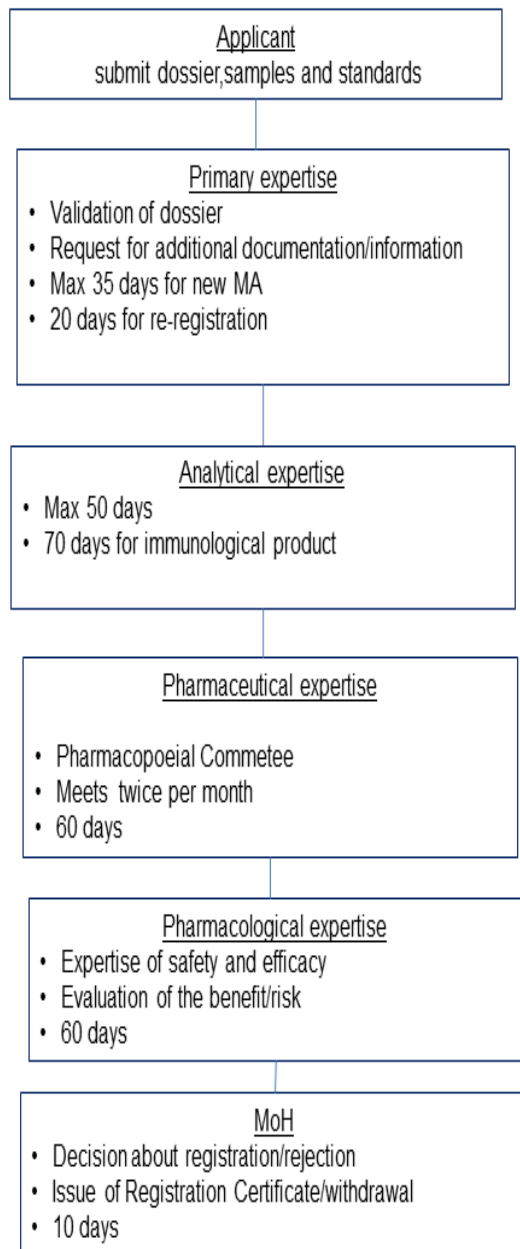 Applicant
submit dossier,samples and standards
Primary expertise
• Validation of dossier
• Request for additional documentation/information
• Max 35 days for new MA
• 20 days for re-registration
Analytical expertise
• Max 50 days
• 70 days for immunological product
Pharmaceutical expertise
• Pharmacopoeial Commetee
• Meets twice per month
• 60 days
Pharmacological expertise
• Expertise of safety and efficacy
• Evaluation of the benefit/risk
• 60 days
MoH
• Decision about registration/rejection
• Issue of Registration Certificate/withdrawal
• 10 days